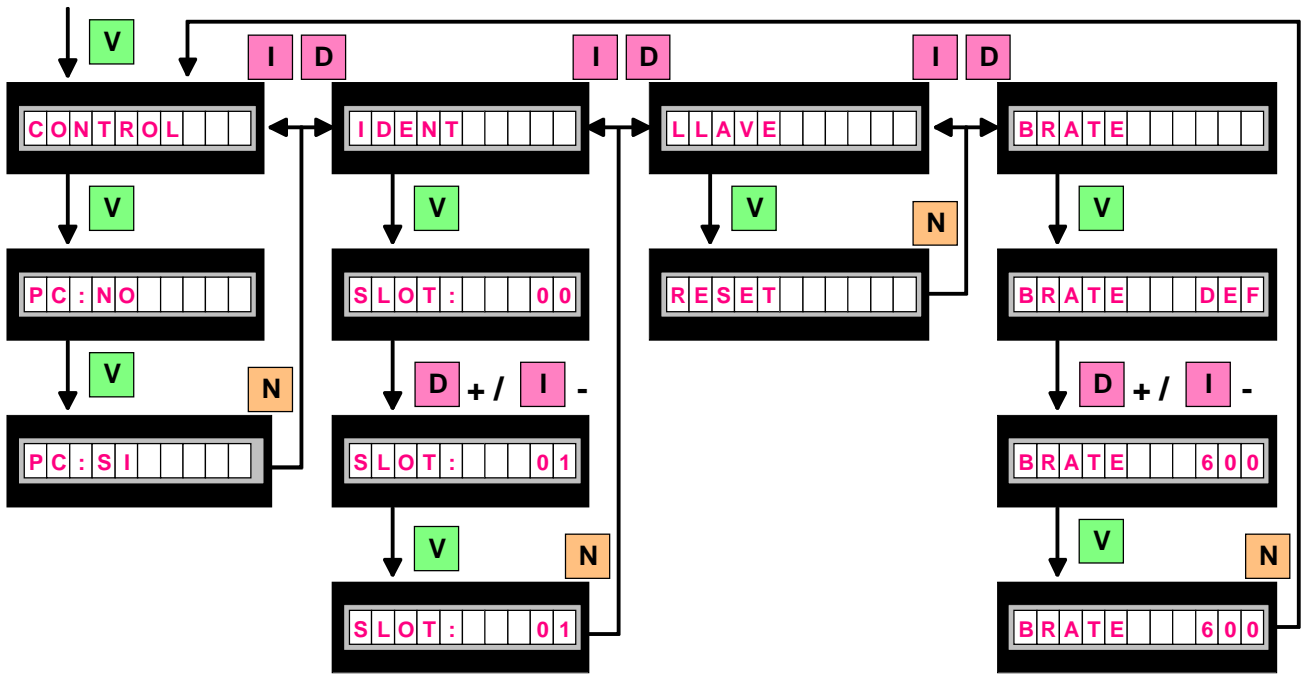 V
I D
I D
I D
CONTROL
IDENT
LLAVE
BRATE
V
V
V
N
V
PC:NO
SLOT: 00
RESET
BRATE DEF
V
N
D +/ I -
D +/ I -
PC:SI
SLOT: 01
BRATE 600
V
N
V
N
SLOT: 01
BRATE 600